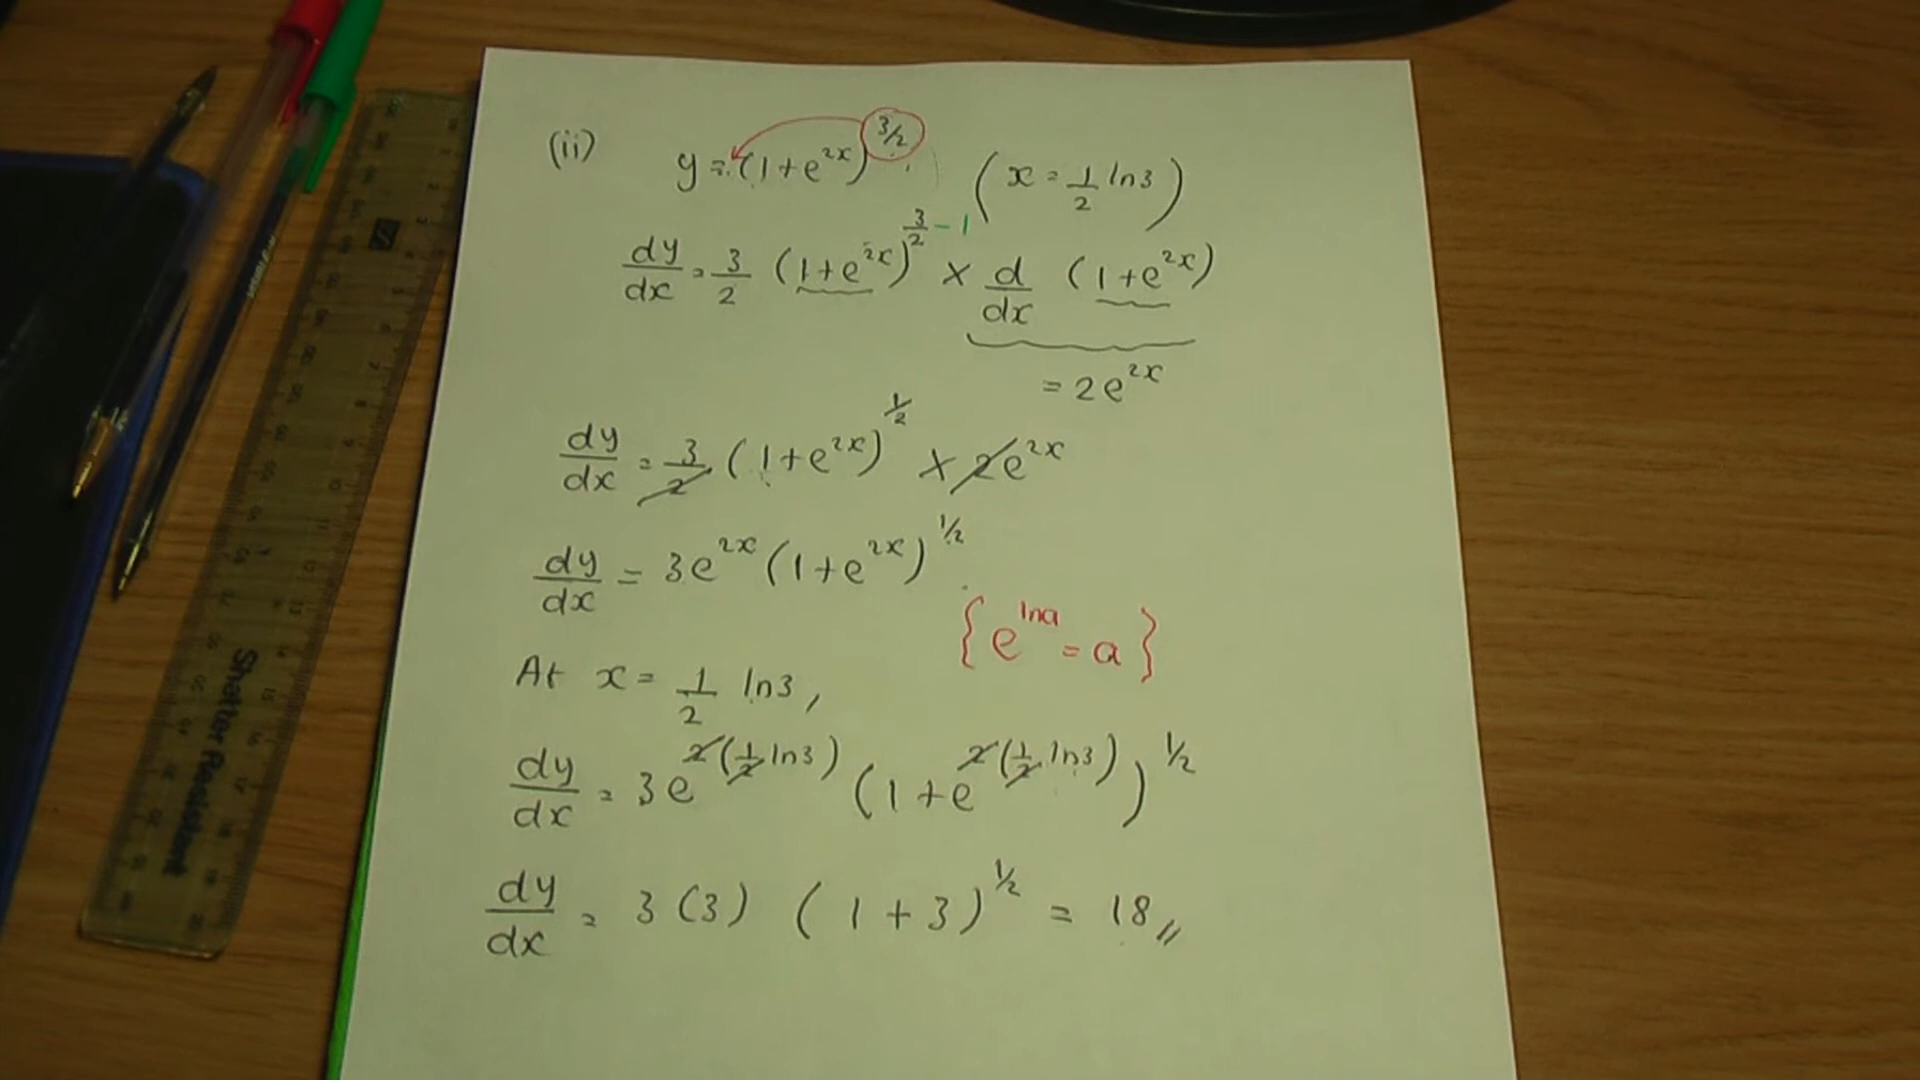 (ii) y = (1+e^{2x})^{3/2} (x = 1/2 ln3)
dy/dx = 3/2 (1+e^{2x})^{3/2 - 1} × d/dx (1+e^{2x})
= 2e^{2x}
dy/dx = 3/2 (1+e^{2x})^{1/2} × 2e^{2x}
dy/dx = 3e^{2x} (1+e^{2x})^{1/2}
{e^{lna} = a}
At x = 1/2 ln3,
dy/dx = 3e^{2(1/2 ln3)} (1+e^{2(1/2 ln3)})^{1/2}
dy/dx = 3(3) (1+3)^{1/2} = 18//
Shatter Resistant